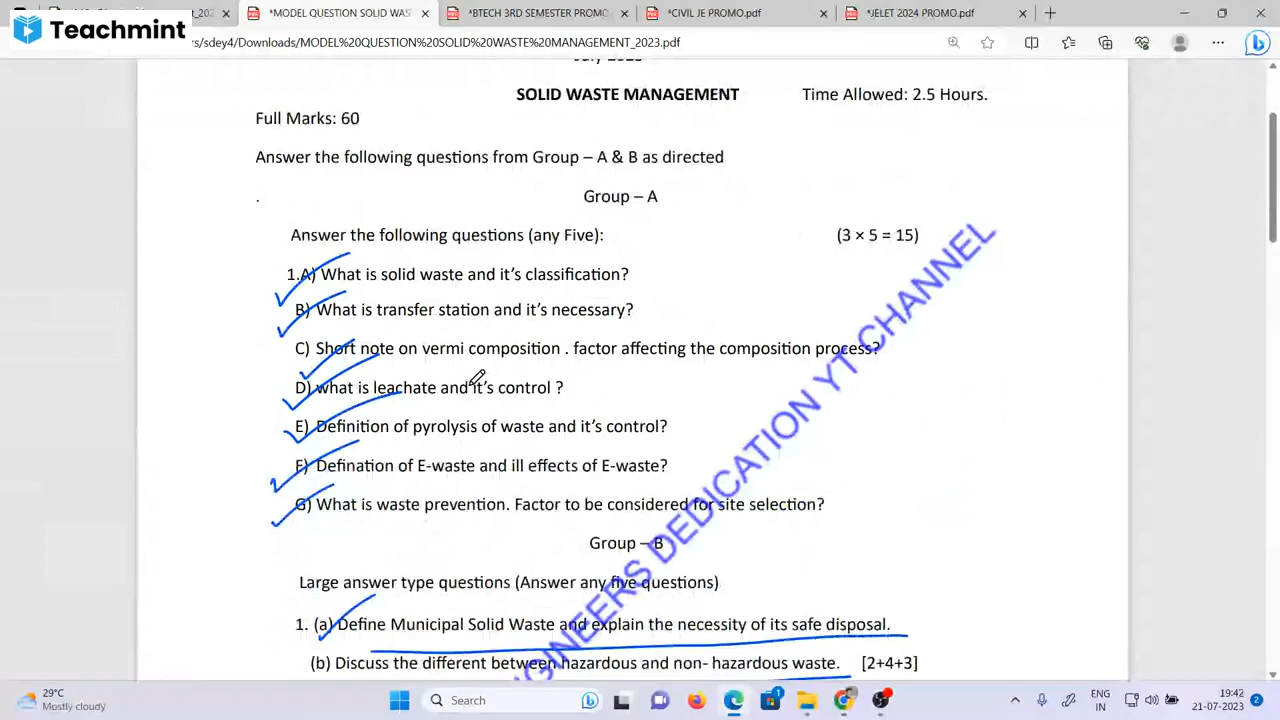 _202
*MODEL QUESTION SOLID WAS
*BTECH 3RD SEMESTER PROMO
*CIVIL JE PROMO.pdf
*JELET 2024 PROMO.pdf
Teachmint
rs/sdey4/Downloads/MODEL%20QUESTION%20SOLID%20WASTE%20MANAGEMENT_2023.pdf
SOLID WASTE MANAGEMENT Time Allowed: 2.5 Hours.
Full Marks: 60
Answer the following questions from Group – A & B as directed
.
Group – A
Answer the following questions (any Five): (3 × 5 = 15)
1.A) What is solid waste and it's classification?
B) What is transfer station and it's necessary?
C) Short note on vermi composition . factor affecting the composition process?
D) what is leachate and it's control ?
E) Definition of pyrolysis of waste and it's control?
F) Defination of E-waste and ill effects of E-waste?
G) What is waste prevention. Factor to be considered for site selection?
Group – B
Large answer type questions (Answer any five questions)
1. (a) Define Municipal Solid Waste and explain the necessity of its safe disposal.
(b) Discuss the different between hazardous and non- hazardous waste. [2+4+3]
NGINEERS DEDICATION YT CHANNEL
29°C
Mostly cloudy
Search
1
ENG
IN
19:42
21-07-2023
2